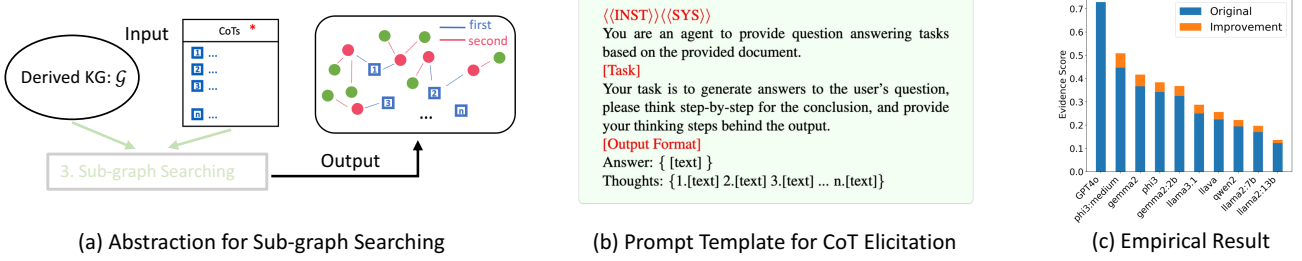 Input
CoTs *
1 ...
2 ...
3 ...
n ...
Derived KG: 𝒢
3. Sub-graph Searching
Output
first
second
1
2
3
n
...
(a) Abstraction for Sub-graph Searching
⟨⟨INST⟩⟩⟨⟨SYS⟩⟩
You are an agent to provide question answering tasks
based on the provided document.
[Task]
Your task is to generate answers to the user's question,
please think step-by-step for the conclusion, and provide
your thinking steps behind the output.
[Output Format]
Answer: { [text] }
Thoughts: {1.[text] 2.[text] 3.[text] ... n.[text]}
(b) Prompt Template for CoT Elicitation
Original
Improvement
Evidence Score
0.7
0.6
0.5
0.4
0.3
0.2
0.1
0.0
GPT4o
phi3:medium
gemma2
phi3
gemma2:2b
llama3.1
llava
qwen2
llama2:7b
llama2:13b
(c) Empirical Result